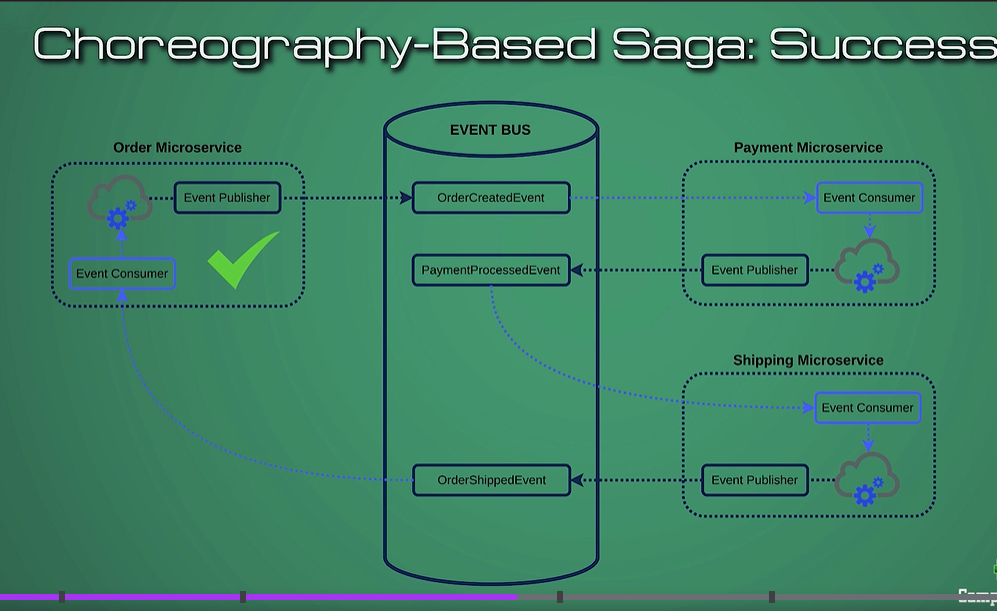 Choreography-Based Saga: Success
EVENT BUS
Order Microservice
Event Publisher
Event Consumer
OrderCreatedEvent
PaymentProcessedEvent
OrderShippedEvent
Payment Microservice
Event Consumer
Event Publisher
Shipping Microservice
Event Consumer
Event Publisher